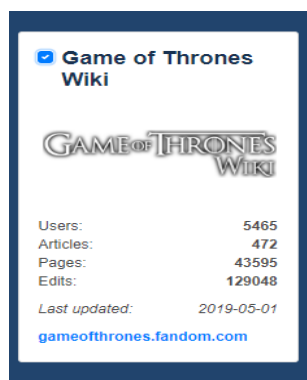 Game of Thrones
Wiki
GAME OF THRONES
WIKI
Users: 5465
Articles: 472
Pages: 43595
Edits: 129048
Last updated: 2019-05-01
gameofthrones.fandom.com